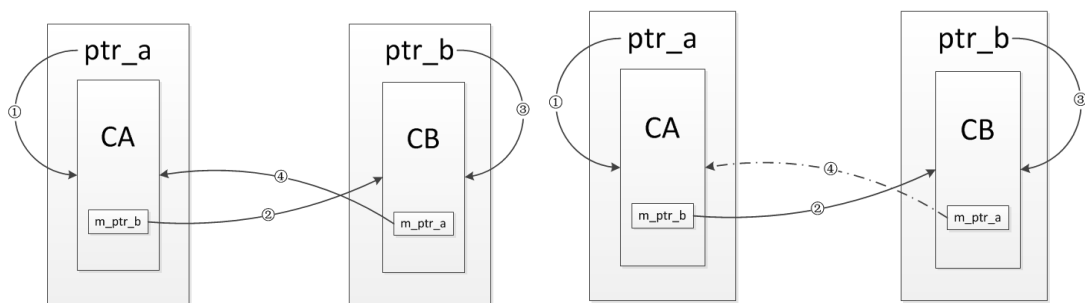 ptr_a
①
CA
m_ptr_b
②
ptr_b
③
CB
④
m_ptr_a
ptr_a
①
CA
m_ptr_b
②
ptr_b
③
CB
④
m_ptr_a